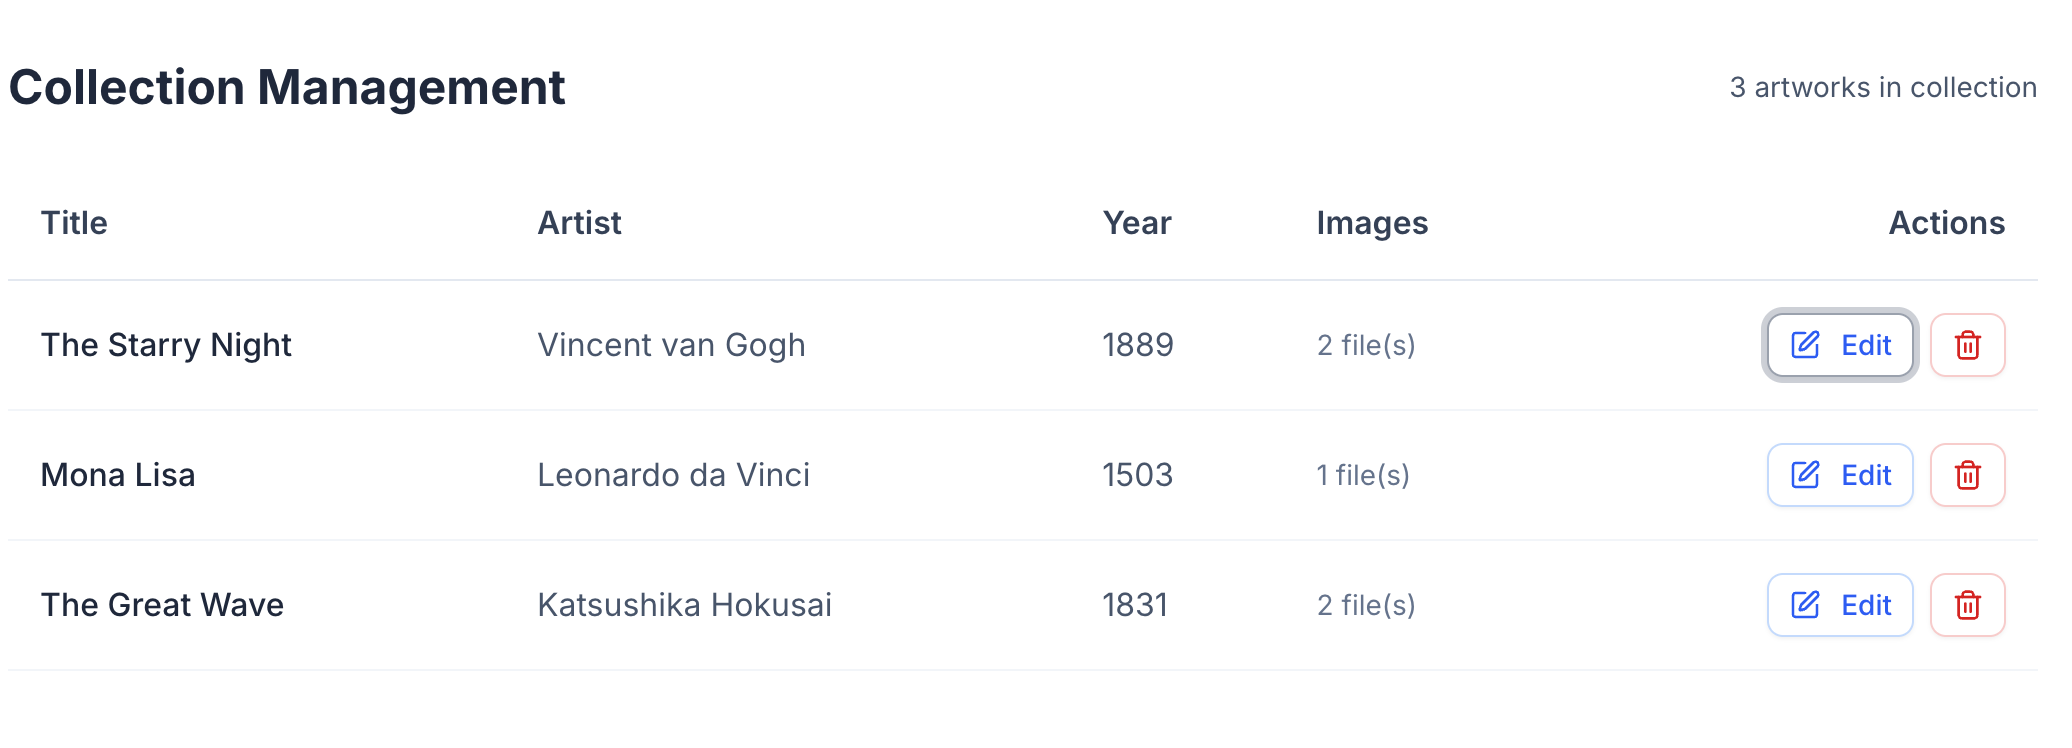 Collection Management
3 artworks in collection
Title Artist Year Images Actions
The Starry Night Vincent van Gogh 1889 2 file(s) Edit
Mona Lisa Leonardo da Vinci 1503 1 file(s) Edit
The Great Wave Katsushika Hokusai 1831 2 file(s) Edit